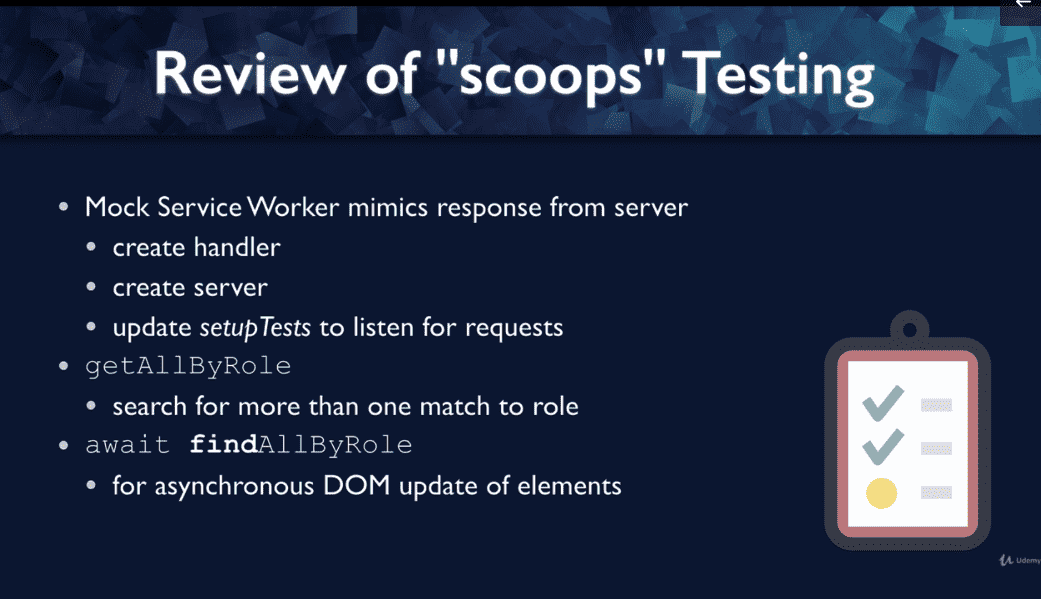 Review of "scoops" Testing
• Mock Service Worker mimics response from server
• create handler
• create server
• update setupTests to listen for requests
• getAllByRole
• search for more than one match to role
• await findAllByRole
• for asynchronous DOM update of elements
Udemy